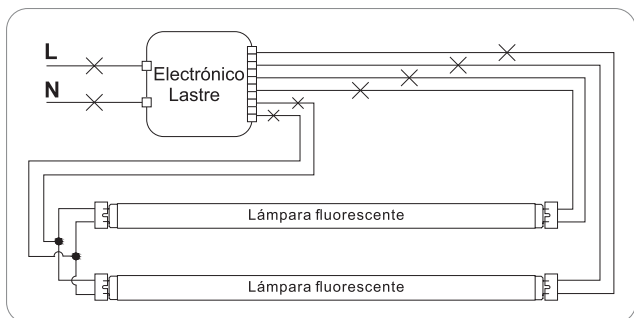 L
N
Electrónico
Lastre
Lámpara fluorescente
Lámpara fluorescente